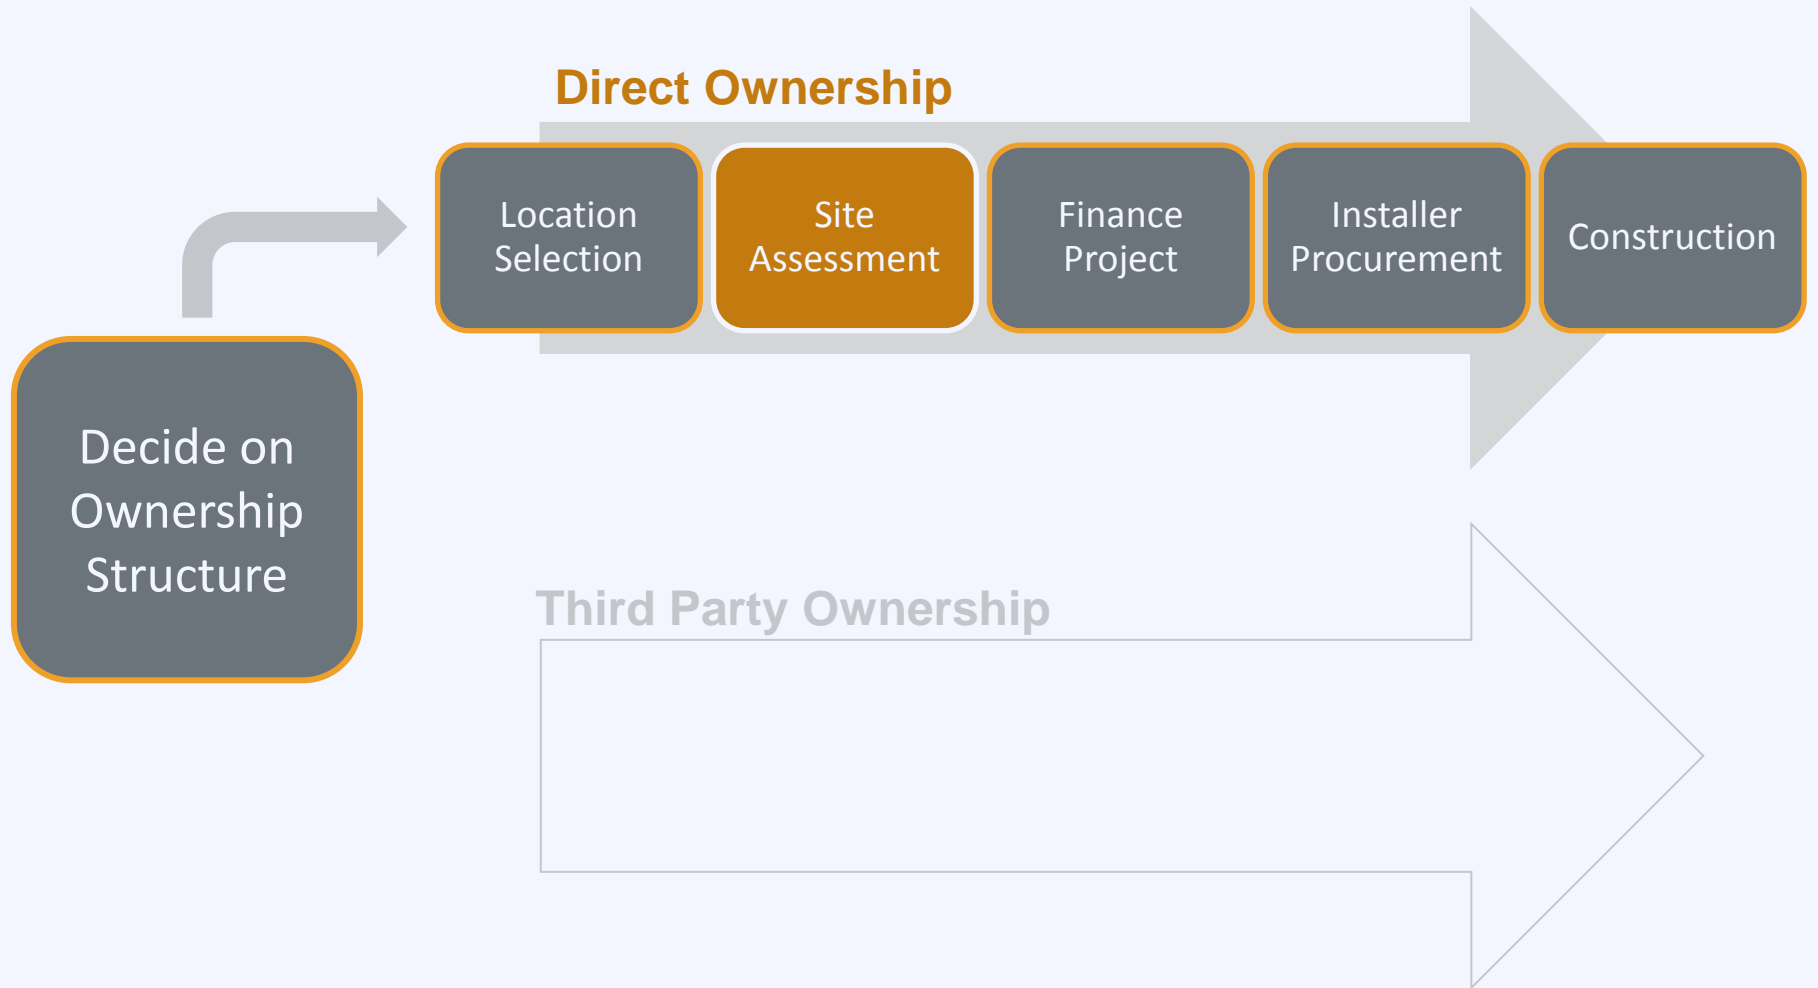 Direct Ownership
Location
Selection
Site
Assessment
Finance
Project
Installer
Procurement
Construction
Decide on
Ownership
Structure
Third Party Ownership